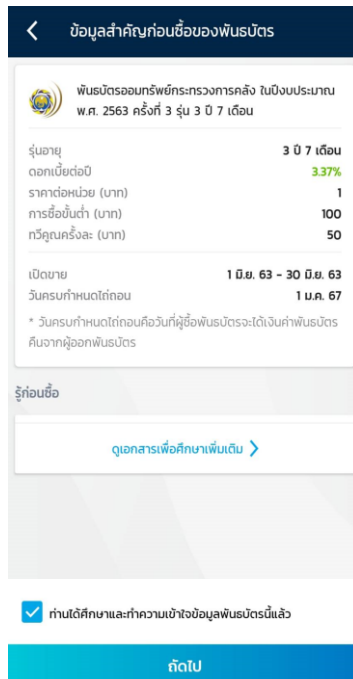 ข้อมูลสำคัญก่อนซื้อของพันธบัตร
พันธบัตรออมทรัพย์กระทรวงการคลัง ในปีงบประมาณ
พ.ศ. 2563 ครั้งที่ 3 รุ่น 3 ปี 7 เดือน
รุ่นอายุ 3 ปี 7 เดือน
ดอกเบี้ยต่อปี 3.37%
ราคาต่อหน่วย (บาท) 1
การซื้อขั้นต่ำ (บาท) 100
ทวีคูณครั้งละ (บาท) 50
เปิดขาย 1 มิ.ย. 63 - 30 มิ.ย. 63
วันครบกำหนดไถ่ถอน 1 ม.ค. 67
* วันครบกำหนดไถ่ถอนคือวันที่ผู้ซื้อพันธบัตรจะได้เงินค่าพันธบัตร
คืนจากผู้ออกพันธบัตร
รู้ก่อนซื้อ
ดูเอกสารเพื่อศึกษาเพิ่มเติม
ท่านได้ศึกษาและทำความเข้าใจข้อมูลพันธบัตรนี้แล้ว
ถัดไป